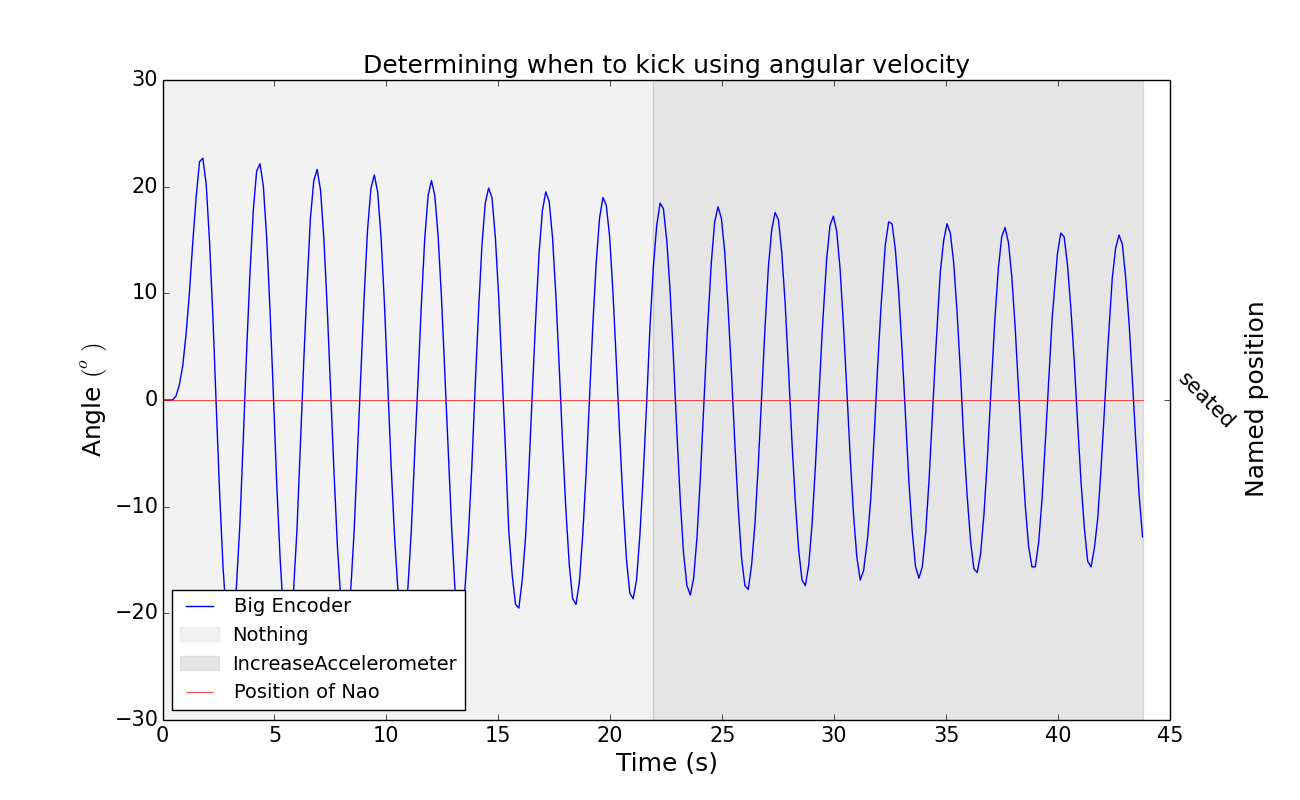 Determining when to kick using angular velocity
30
20
10
0
−10
−20
−30
Angle (°)
Big Encoder
Nothing
IncreaseAccelerometer
Position of Nao
0 5 10 15 20 25 30 35 40 45
Time (s)
seated
Named position